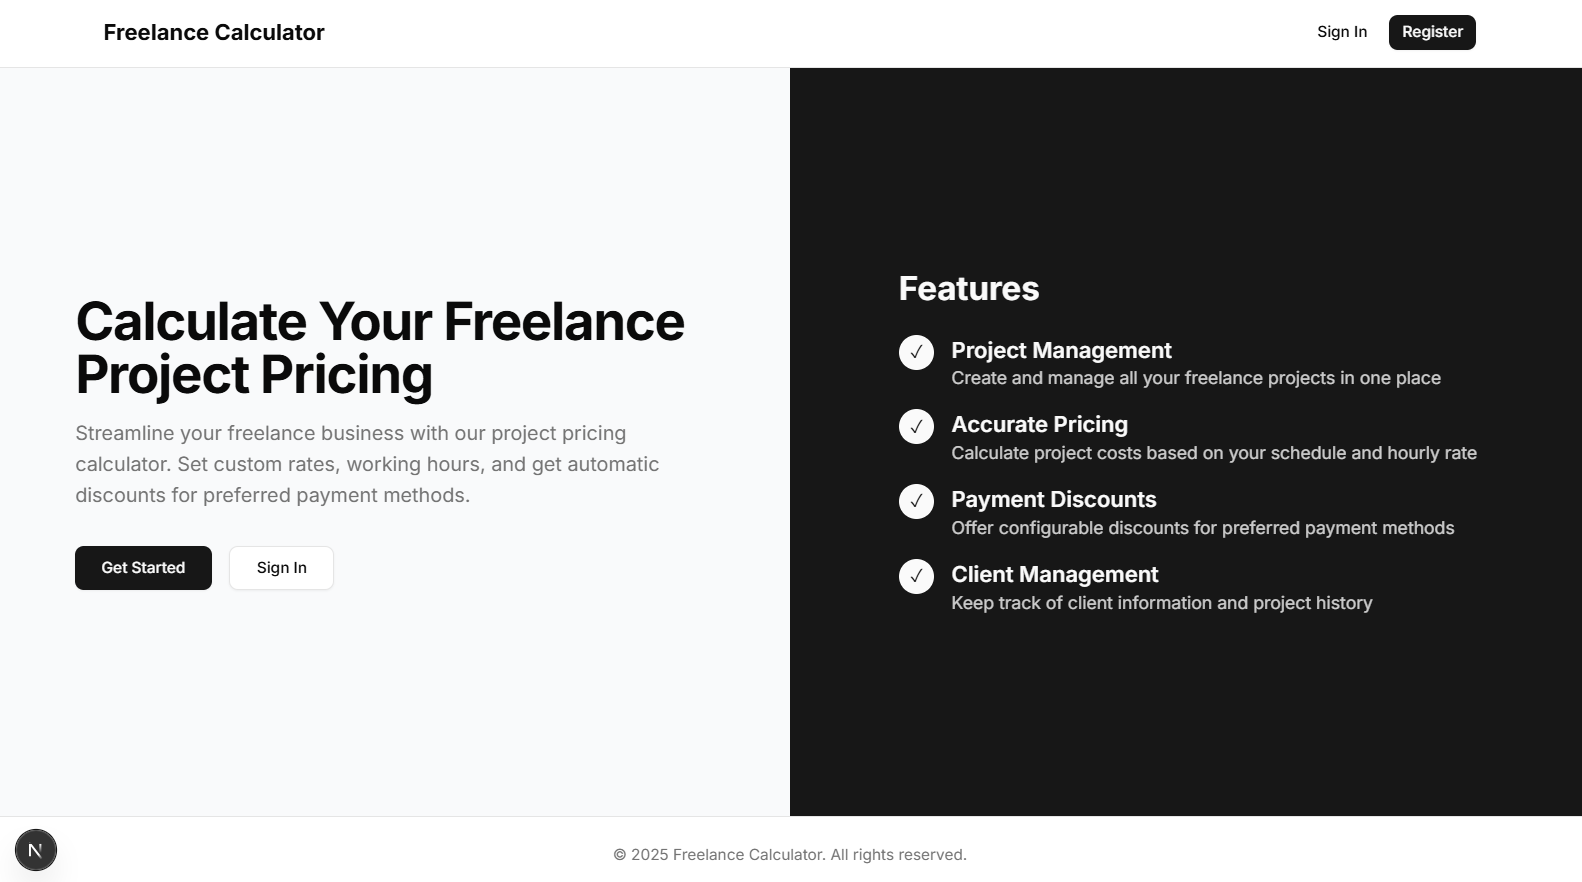 Freelance Calculator
Sign In
Register
Calculate Your Freelance
Project Pricing
Streamline your freelance business with our project pricing
calculator. Set custom rates, working hours, and get automatic
discounts for preferred payment methods.
Get Started
Sign In
Features
✓
Project Management
Create and manage all your freelance projects in one place
✓
Accurate Pricing
Calculate project costs based on your schedule and hourly rate
✓
Payment Discounts
Offer configurable discounts for preferred payment methods
✓
Client Management
Keep track of client information and project history
N
© 2025 Freelance Calculator. All rights reserved.